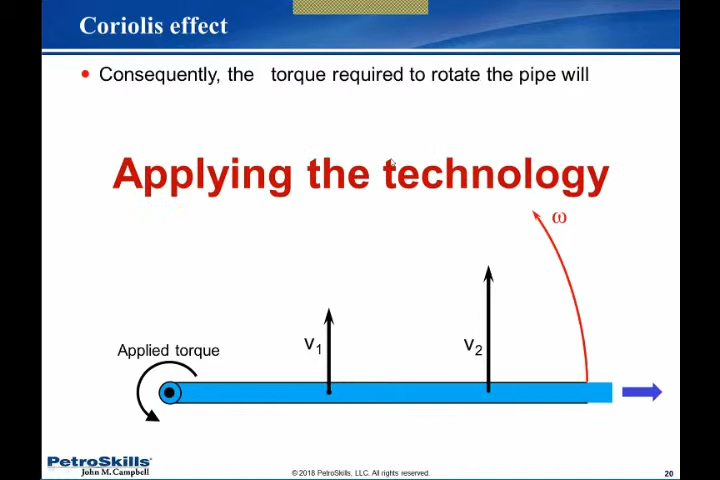 Coriolis effect
• Consequently, the torque required to rotate the pipe will
Applying the technology
ω
v1
v2
Applied torque
PetroSkills®
John M. Campbell
© 2018 PetroSkills, LLC. All rights reserved.
20